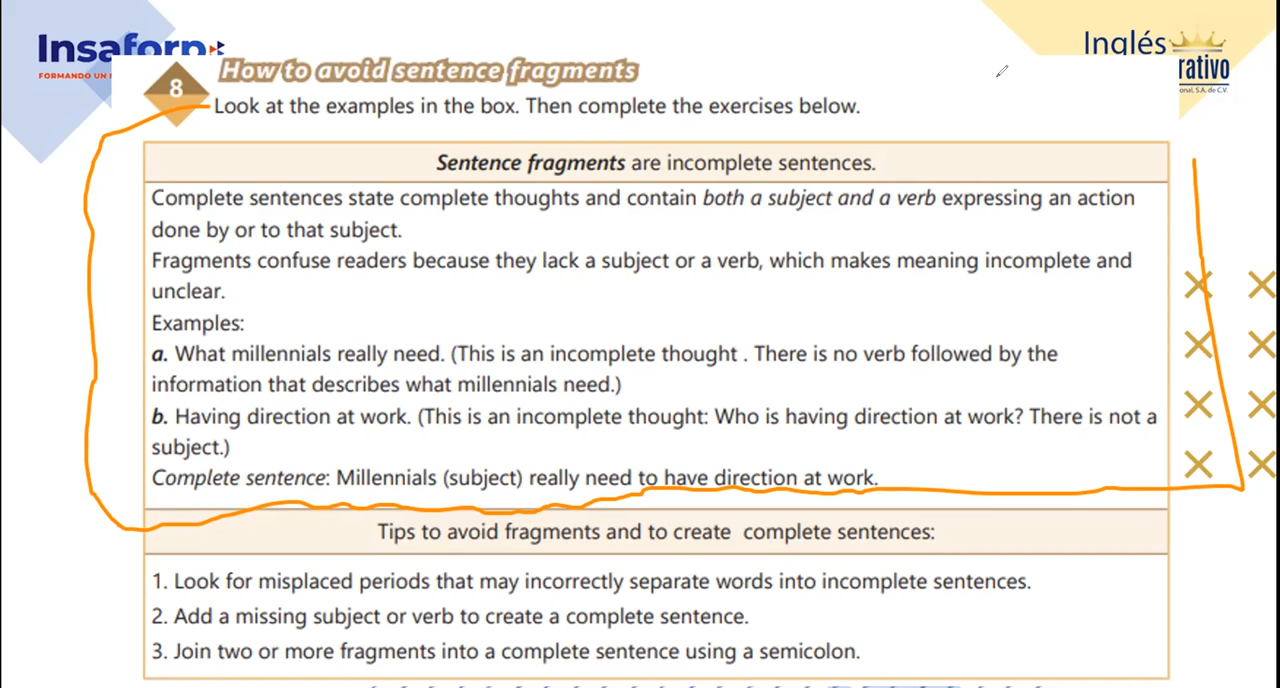 Insaforp
FORMANDO UN
Inglés
rativo
onal, S.A. de C.V.
8
How to avoid sentence fragments
Look at the examples in the box. Then complete the exercises below.
Sentence fragments are incomplete sentences.
Complete sentences state complete thoughts and contain both a subject and a verb expressing an action
done by or to that subject.
Fragments confuse readers because they lack a subject or a verb, which makes meaning incomplete and
unclear.
Examples:
a. What millennials really need. (This is an incomplete thought . There is no verb followed by the
information that describes what millennials need.)
b. Having direction at work. (This is an incomplete thought: Who is having direction at work? There is not a
subject.)
Complete sentence: Millennials (subject) really need to have direction at work.
Tips to avoid fragments and to create complete sentences:
1. Look for misplaced periods that may incorrectly separate words into incomplete sentences.
2. Add a missing subject or verb to create a complete sentence.
3. Join two or more fragments into a complete sentence using a semicolon.